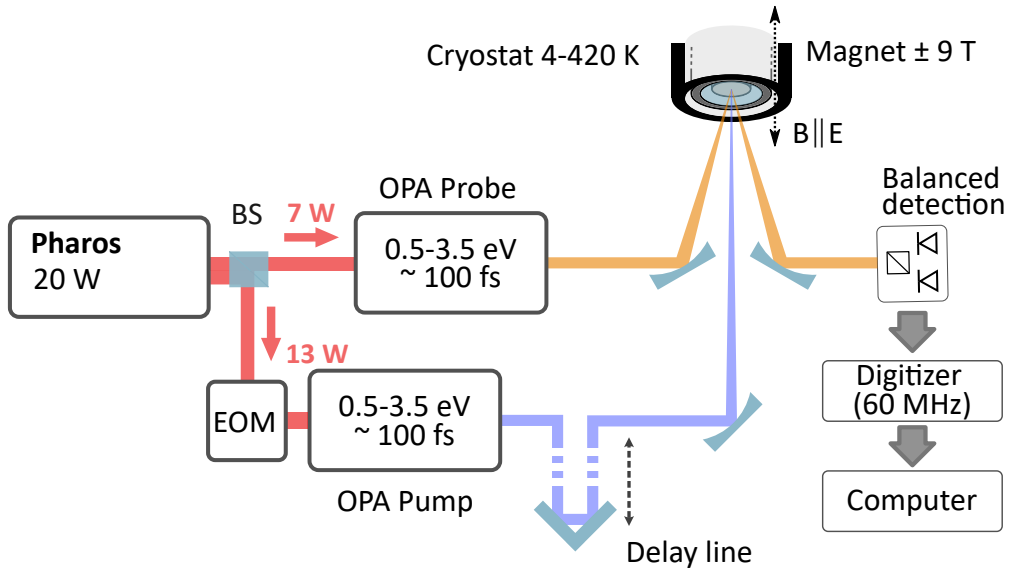 Cryostat 4-420 K
Magnet ± 9 T
B||E
OPA Probe
Balanced
detection
BS
7 W
Pharos
20 W
0.5-3.5 eV
~ 100 fs
13 W
EOM
0.5-3.5 eV
~ 100 fs
OPA Pump
Delay line
Digitizer
(60 MHz)
Computer